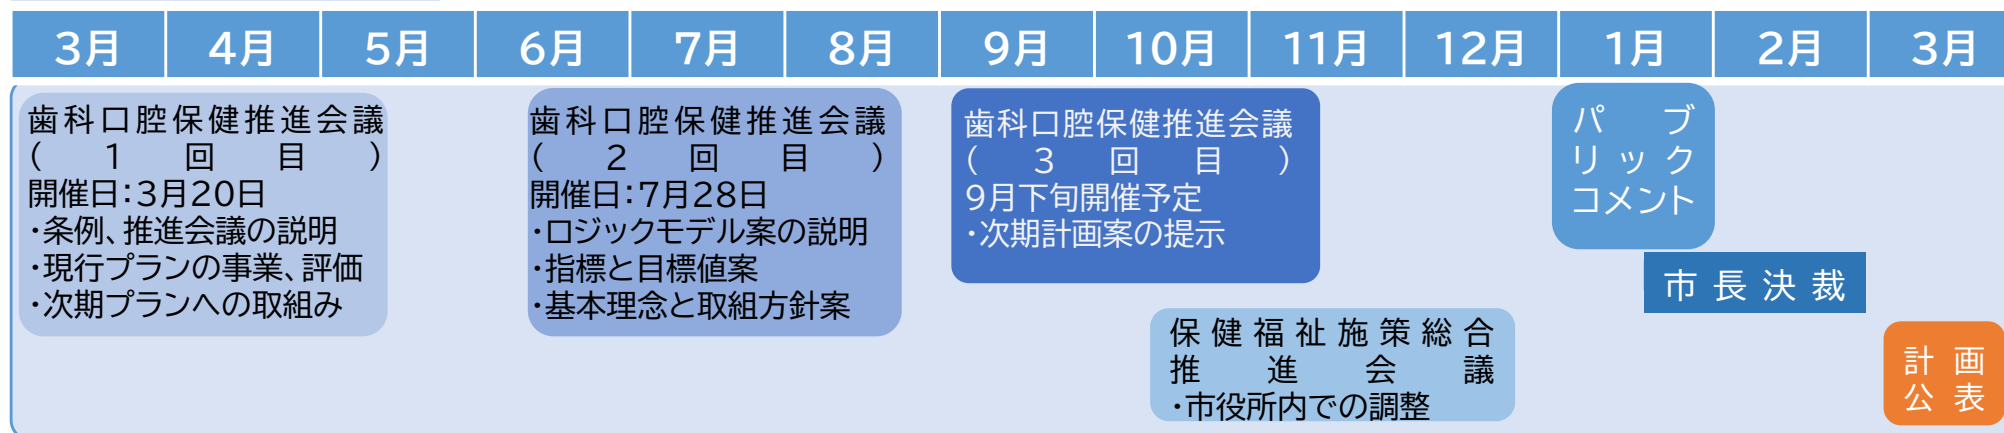 3月 4月 5月 6月 7月 8月 9月 10月 11月 12月 1月 2月 3月
歯科口腔保健推進会議
(1回目)
開催日：3月20日
・条例、推進会議の説明
・現行プランの事業、評価
・次期プランへの取組み
歯科口腔保健推進会議
(2回目)
開催日：7月28日
・ロジックモデル案の説明
・指標と目標値案
・基本理念と取組方針案
歯科口腔保健推進会議
(3回目)
9月下旬開催予定
・次期計画案の提示
保健福祉施策総合
推進会議
・市役所内での調整
パブ
リック
コメント
市長決裁
計画
公表